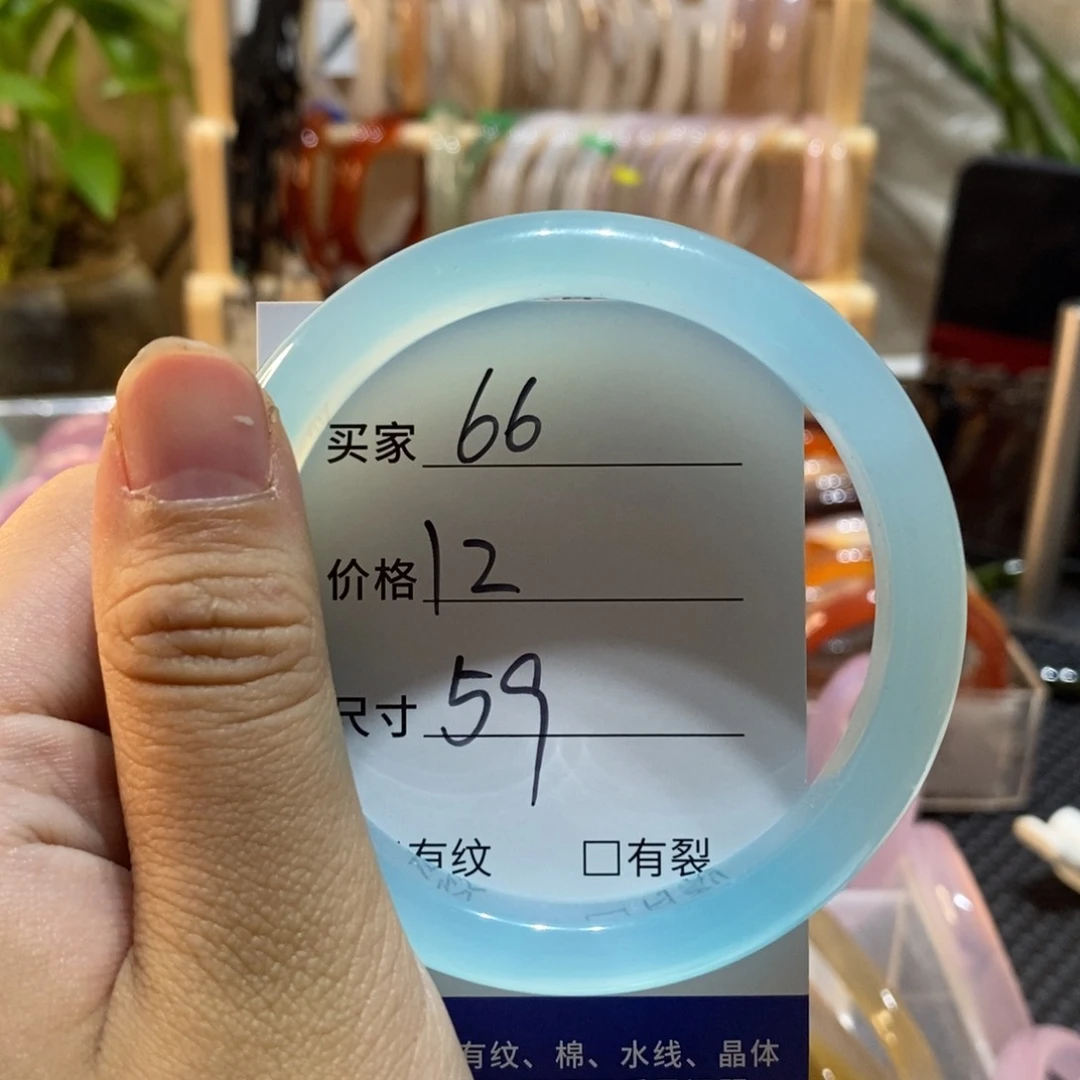 买家 66
价格 12
尺寸 59
有纹 □有裂
有纹、棉、水线、晶体